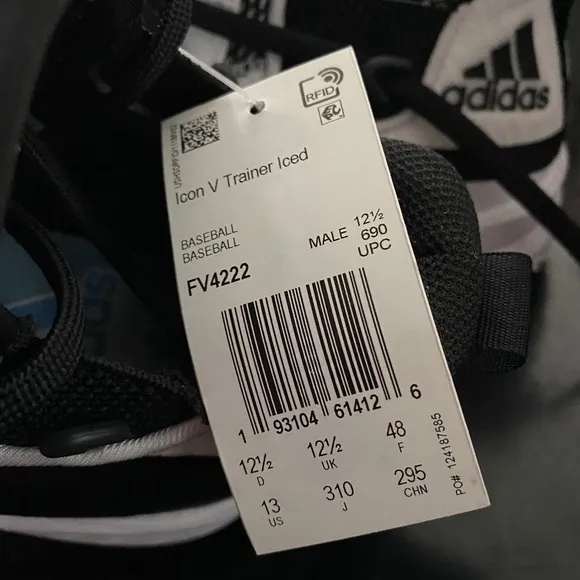 adidas
RFID
Icon V Trainer Iced
BASEBALL
BASEBALL
MALE 12½
690
UPC
FV4222
1 93104 61412 6
12½ 12½ 48
D UK F
13 310 295
US J CHN
PO# 124187585
adidas